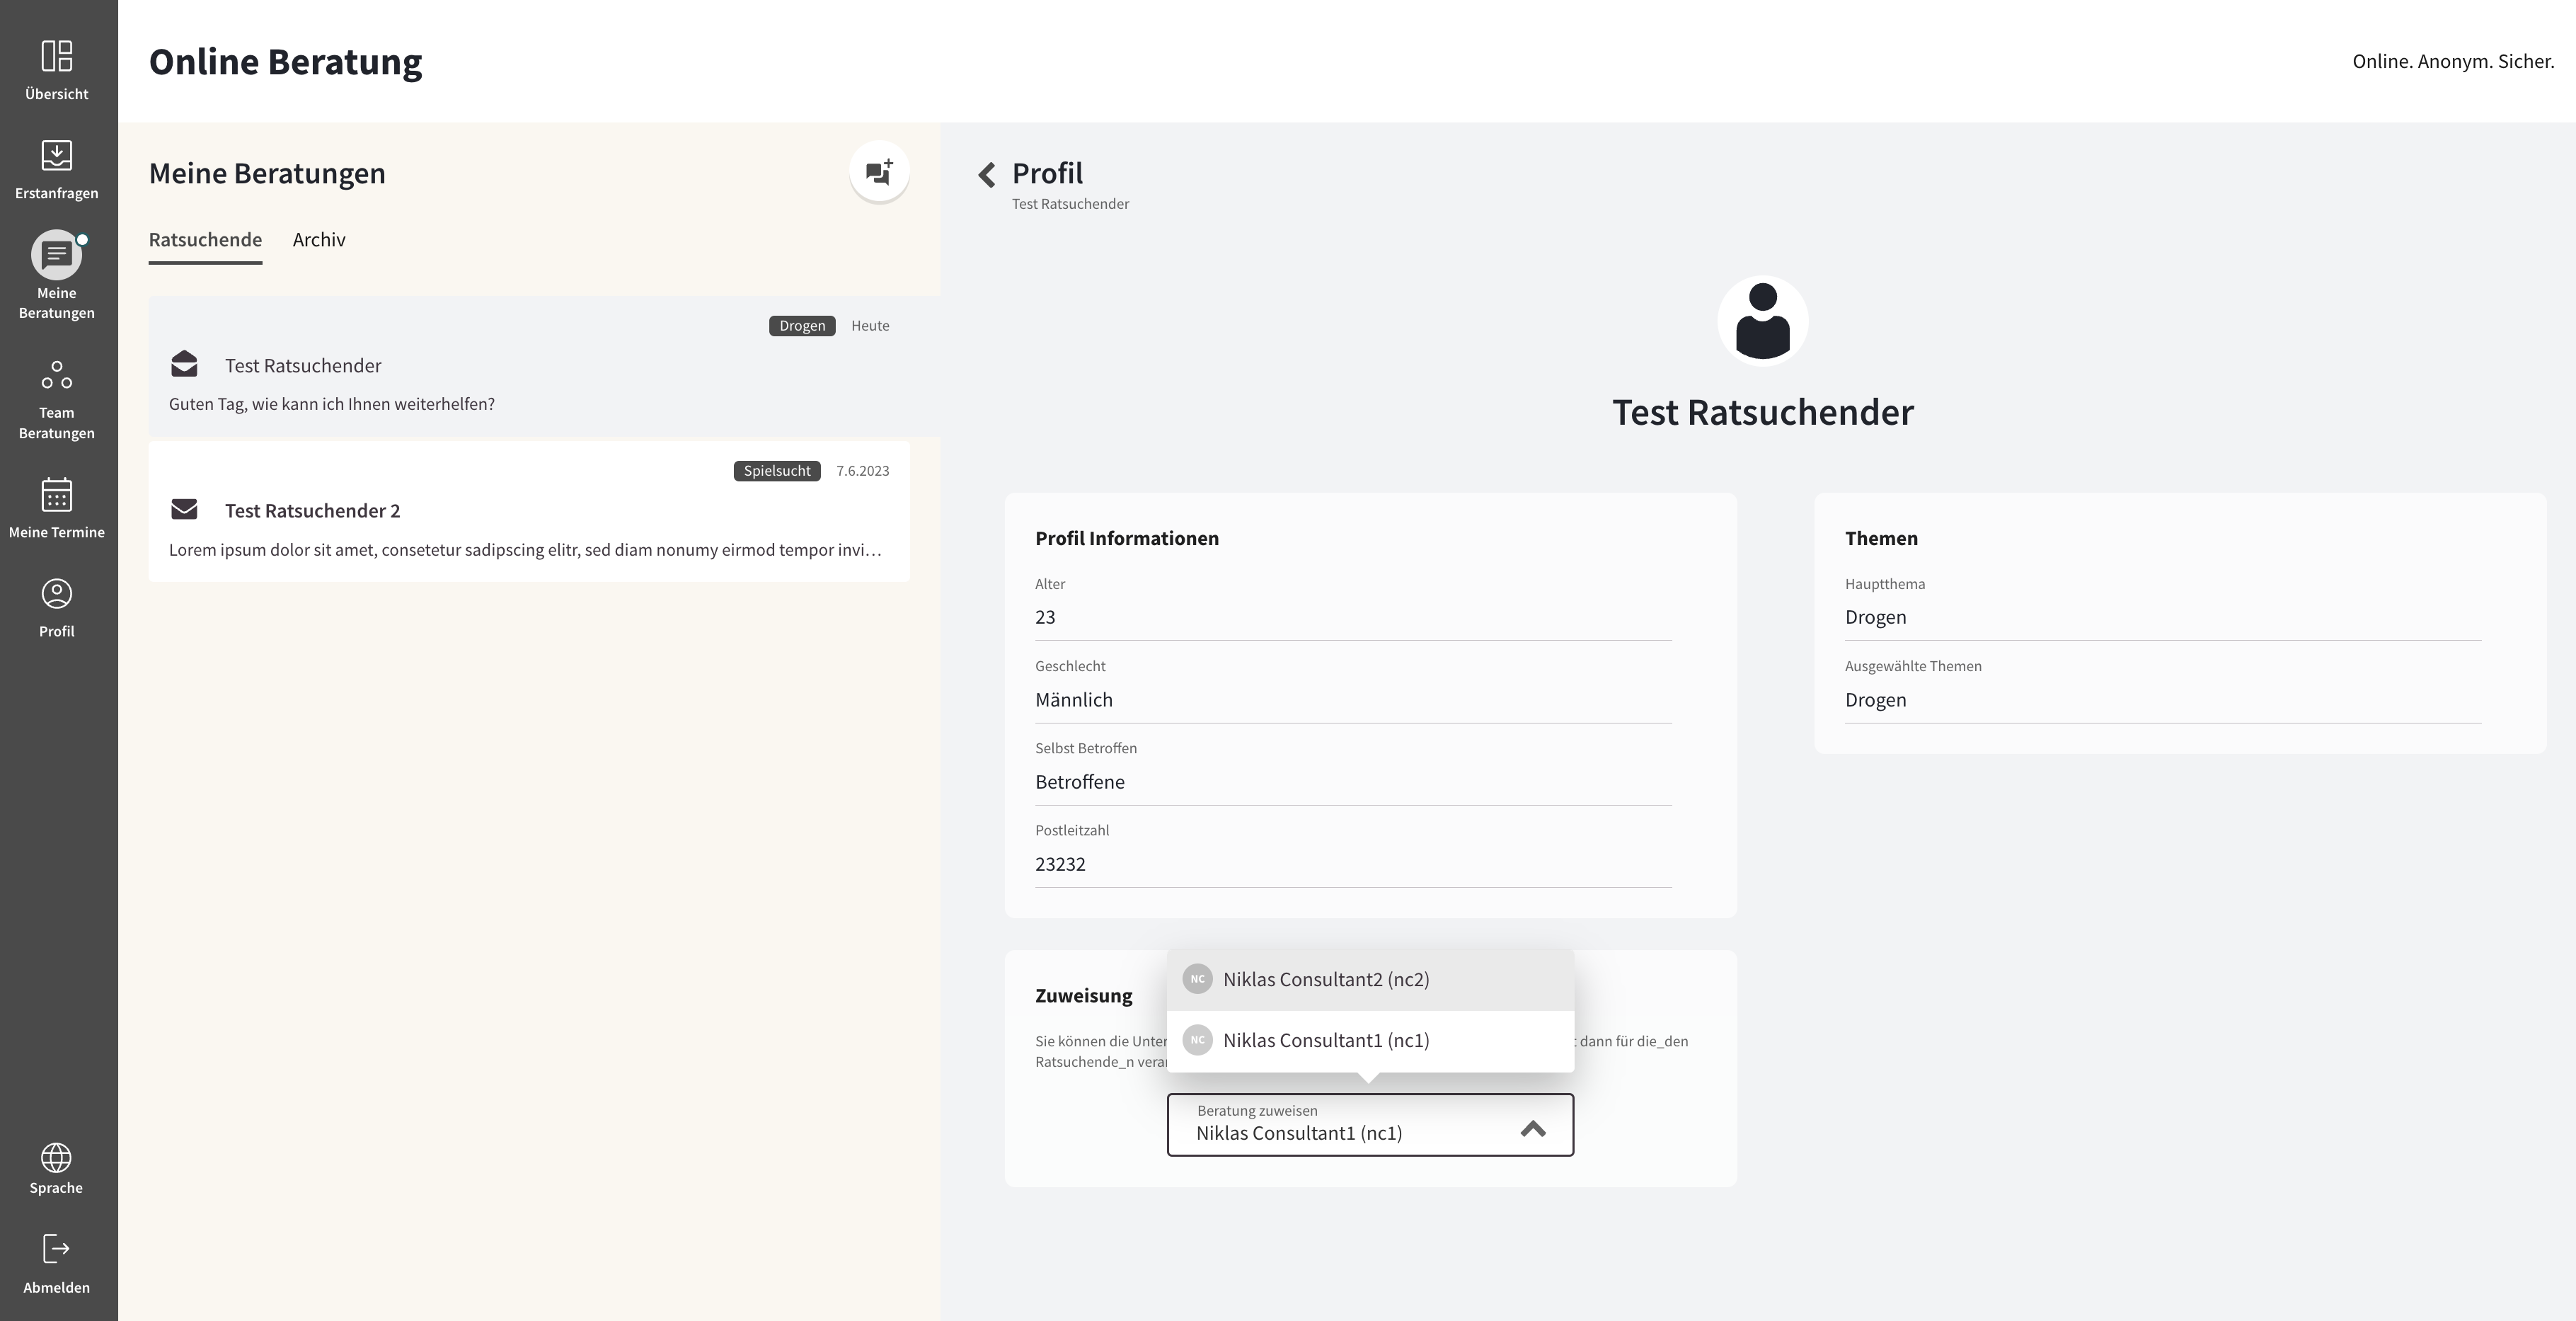 Übersicht
Erstanfragen
Meine
Beratungen
Team
Beratungen
Meine Termine
Profil
Sprache
Abmelden
Online Beratung
Online. Anonym. Sicher.
Meine Beratungen
Ratsuchende Archiv
Drogen Heute
Test Ratsuchender
Guten Tag, wie kann ich Ihnen weiterhelfen?
Spielsucht 7.6.2023
Test Ratsuchender 2
Lorem ipsum dolor sit amet, consetetur sadipscing elitr, sed diam nonumy eirmod tempor invi...
Profil
Test Ratsuchender
Test Ratsuchender
Profil Informationen
Alter
23
Geschlecht
Männlich
Selbst Betroffen
Betroffene
Postleitzahl
23232
Themen
Hauptthema
Drogen
Ausgewählte Themen
Drogen
Zuweisung
Sie können die dann für die_den
Ratsuchende_n
NC Niklas Consultant2 (nc2)
NC Niklas Consultant1 (nc1)
Beratung zuweisen
Niklas Consultant1 (nc1)